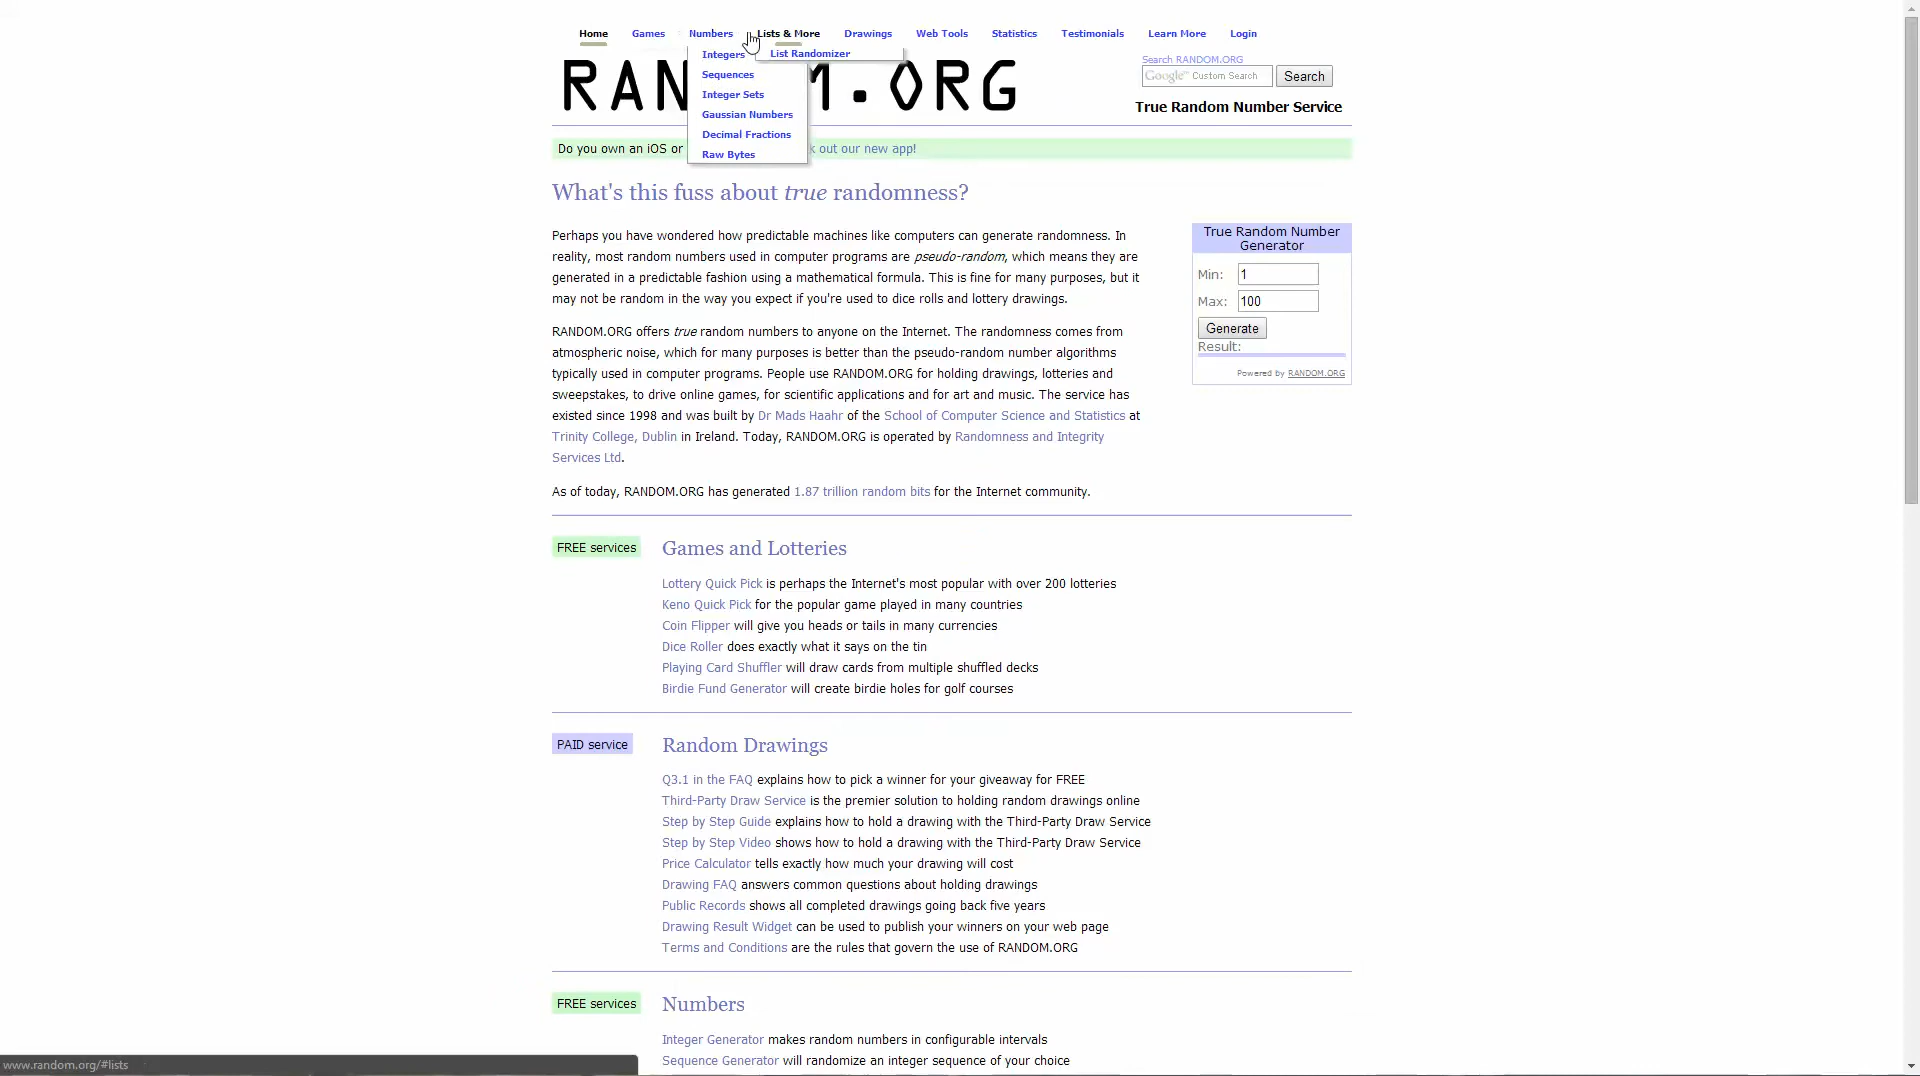 Home Games Numbers Lists & More Drawings Web Tools Statistics Testimonials Learn More Login
Integers
Sequences
Integer Sets
Gaussian Numbers
Decimal Fractions
Raw Bytes
List Randomizer
Search RANDOM.ORG
Google™ Custom Search Search
True Random Number Service
Do you own an iOS or
out our new app!
What's this fuss about true randomness?
Perhaps you have wondered how predictable machines like computers can generate randomness. In
reality, most random numbers used in computer programs are pseudo-random, which means they are
generated in a predictable fashion using a mathematical formula. This is fine for many purposes, but it
may not be random in the way you expect if you're used to dice rolls and lottery drawings.
RANDOM.ORG offers true random numbers to anyone on the Internet. The randomness comes from
atmospheric noise, which for many purposes is better than the pseudo-random number algorithms
typically used in computer programs. People use RANDOM.ORG for holding drawings, lotteries and
sweepstakes, to drive online games, for scientific applications and for art and music. The service has
existed since 1998 and was built by Dr Mads Haahr of the School of Computer Science and Statistics at
Trinity College, Dublin in Ireland. Today, RANDOM.ORG is operated by Randomness and Integrity
Services Ltd.
As of today, RANDOM.ORG has generated 1.87 trillion random bits for the Internet community.
True Random Number
Generator
Min: 1
Max: 100
Generate
Result:
Powered by RANDOM.ORG
FREE services
Games and Lotteries
Lottery Quick Pick is perhaps the Internet's most popular with over 200 lotteries
Keno Quick Pick for the popular game played in many countries
Coin Flipper will give you heads or tails in many currencies
Dice Roller does exactly what it says on the tin
Playing Card Shuffler will draw cards from multiple shuffled decks
Birdie Fund Generator will create birdie holes for golf courses
PAID service
Random Drawings
Q3.1 in the FAQ explains how to pick a winner for your giveaway for FREE
Third-Party Draw Service is the premier solution to holding random drawings online
Step by Step Guide explains how to hold a drawing with the Third-Party Draw Service
Step by Step Video shows how to hold a drawing with the Third-Party Draw Service
Price Calculator tells exactly how much your drawing will cost
Drawing FAQ answers common questions about holding drawings
Public Records shows all completed drawings going back five years
Drawing Result Widget can be used to publish your winners on your web page
Terms and Conditions are the rules that govern the use of RANDOM.ORG
FREE services
Numbers
Integer Generator makes random numbers in configurable intervals
Sequence Generator will randomize an integer sequence of your choice
www.random.org/#lists